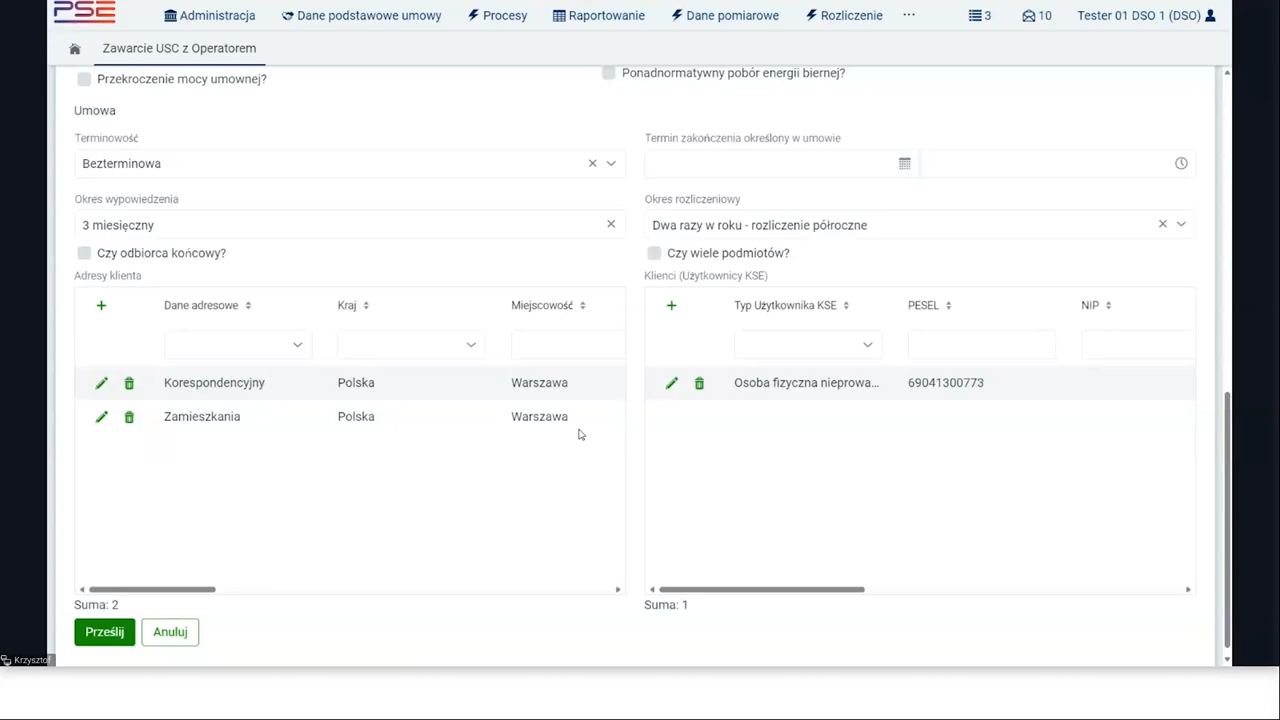 PSE
Administracja Dane podstawowe umowy Procesy Raportowanie Dane pomiarowe Rozliczenie ... 3 10 Tester 01 DSO 1 (DSO)
Zawarcie USC z Operatorem
Przekroczenie mocy umownej? Ponadnormatywny pobór energii biernej?
Umowa
Terminowość Termin zakończenia określony w umowie
Bezterminowa
Okres wypowiedzenia Okres rozliczeniowy
3 miesięczny Dwa razy w roku - rozliczenie półroczne
Czy odbiorca końcowy? Czy wiele podmiotów?
Adresy klienta Klienci (Użytkownicy KSE)
Dane adresowe Kraj Miejscowość Typ Użytkownika KSE PESEL NIP
Korespondencyjny Polska Warszawa Osoba fizyczna nieprowa... 69041300773
Zamieszkania Polska Warszawa
Suma: 2 Suma: 1
Prześlij Anuluj
Krzysztof